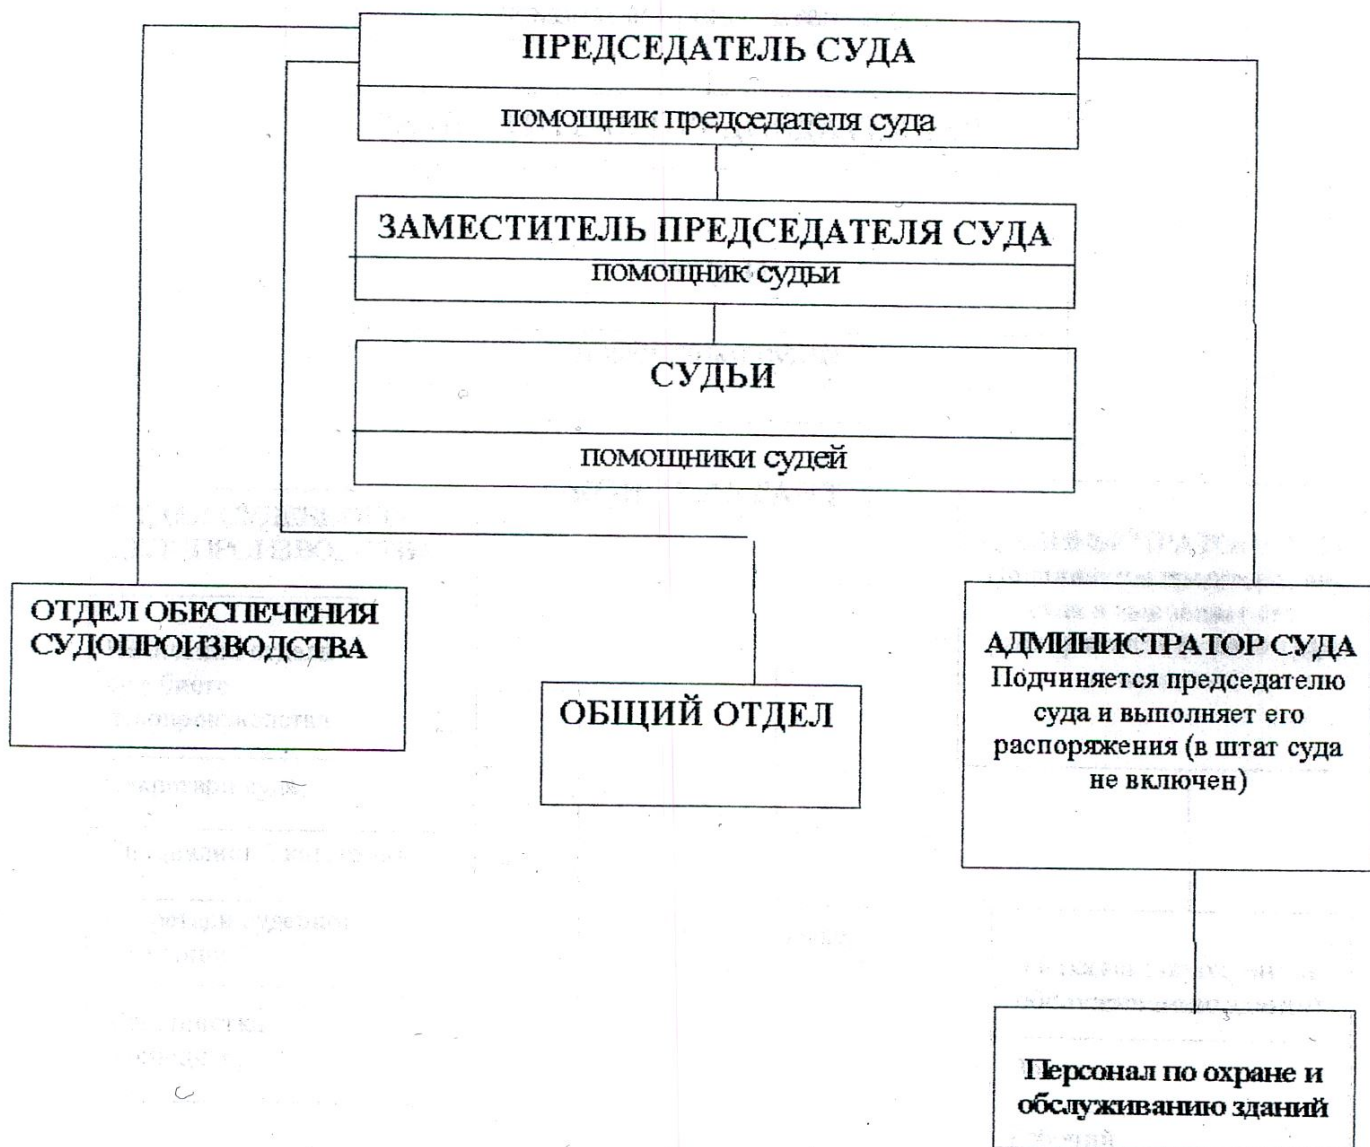 ПРЕДСЕДАТЕЛЬ СУДА
помощник председателя суда
ЗАМЕСТИТЕЛЬ ПРЕДСЕДАТЕЛЯ СУДА
помощник судьи
СУДЬИ
помощники судей
ОТДЕЛ ОБЕСПЕЧЕНИЯ
СУДОПРОИЗВОДСТВА
ОБЩИЙ ОТДЕЛ
АДМИНИСТРАТОР СУДА
Подчиняется председателю
суда и выполняет его
распоряжения (в штат суда
не включен)
Персонал по охране и
обслуживанию зданий